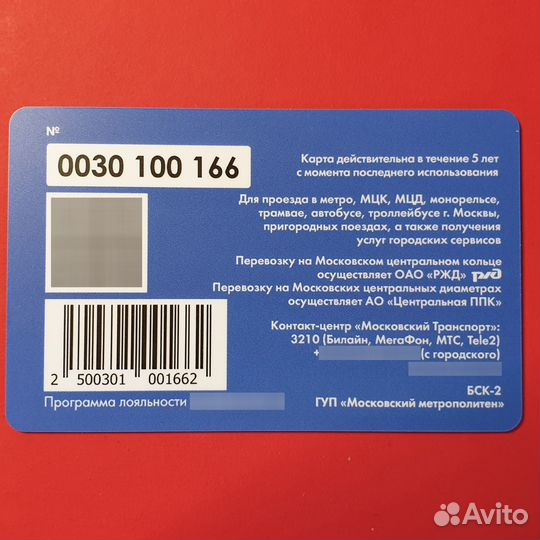 №
0030 100 166
Карта действительна в течение 5 лет
с момента последнего использования
Для проезда в метро, МЦК, МЦД, монорельсе,
трамвае, автобусе, троллейбусе г. Москвы,
пригородных поездах, а также получения
услуг городских сервисов
Перевозку на Московском центральном кольце
осуществляет ОАО «РЖД» РЖД
Перевозку на Московских центральных диаметрах
осуществляет АО «Центральная ППК»
Контакт-центр «Московский Транспорт»:
3210 (Билайн, МегаФон, МТС, Tele2)
+ (с городского)
2 500301 001662
Программа лояльности
БСК-2
ГУП «Московский метрополитен»
Avito